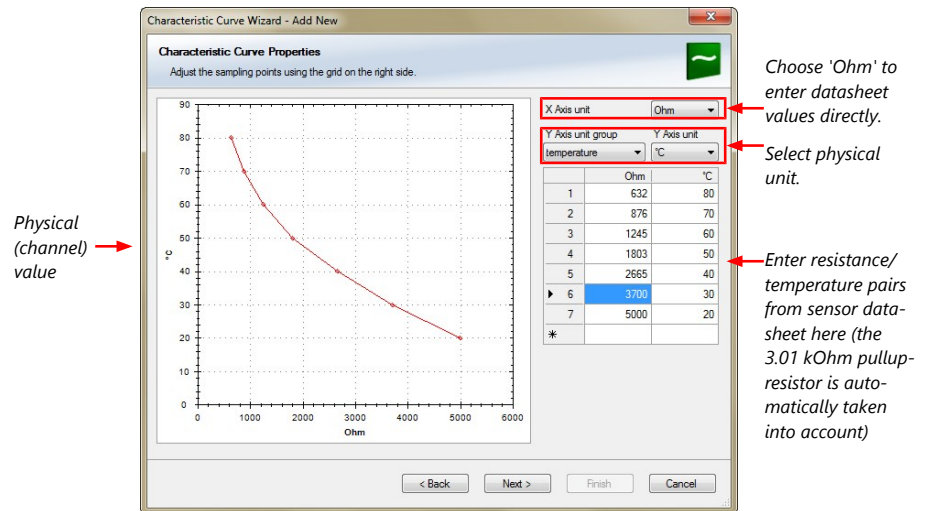 Characteristic Curve Wizard - Add New
Characteristic Curve Properties
Adjust the sampling points using the grid on the right side.
Physical
(channel)
value
90
80
70
60
50
40
30
20
10
0
°C
0 1000 2000 3000 4000 5000 6000
Ohm
X Axis unit Ohm
Y Axis unit group Y Axis unit
temperature °C
Ohm °C
1 632 80
2 876 70
3 1245 60
4 1803 50
5 2665 40
6 3700 30
7 5000 20
Choose 'Ohm' to
enter datasheet
values directly.
Select physical
unit.
Enter resistance/
temperature pairs
from sensor data-
sheet here (the
3.01 kOhm pullup-
resistor is auto-
matically taken
into account)
< Back Next > Finish Cancel